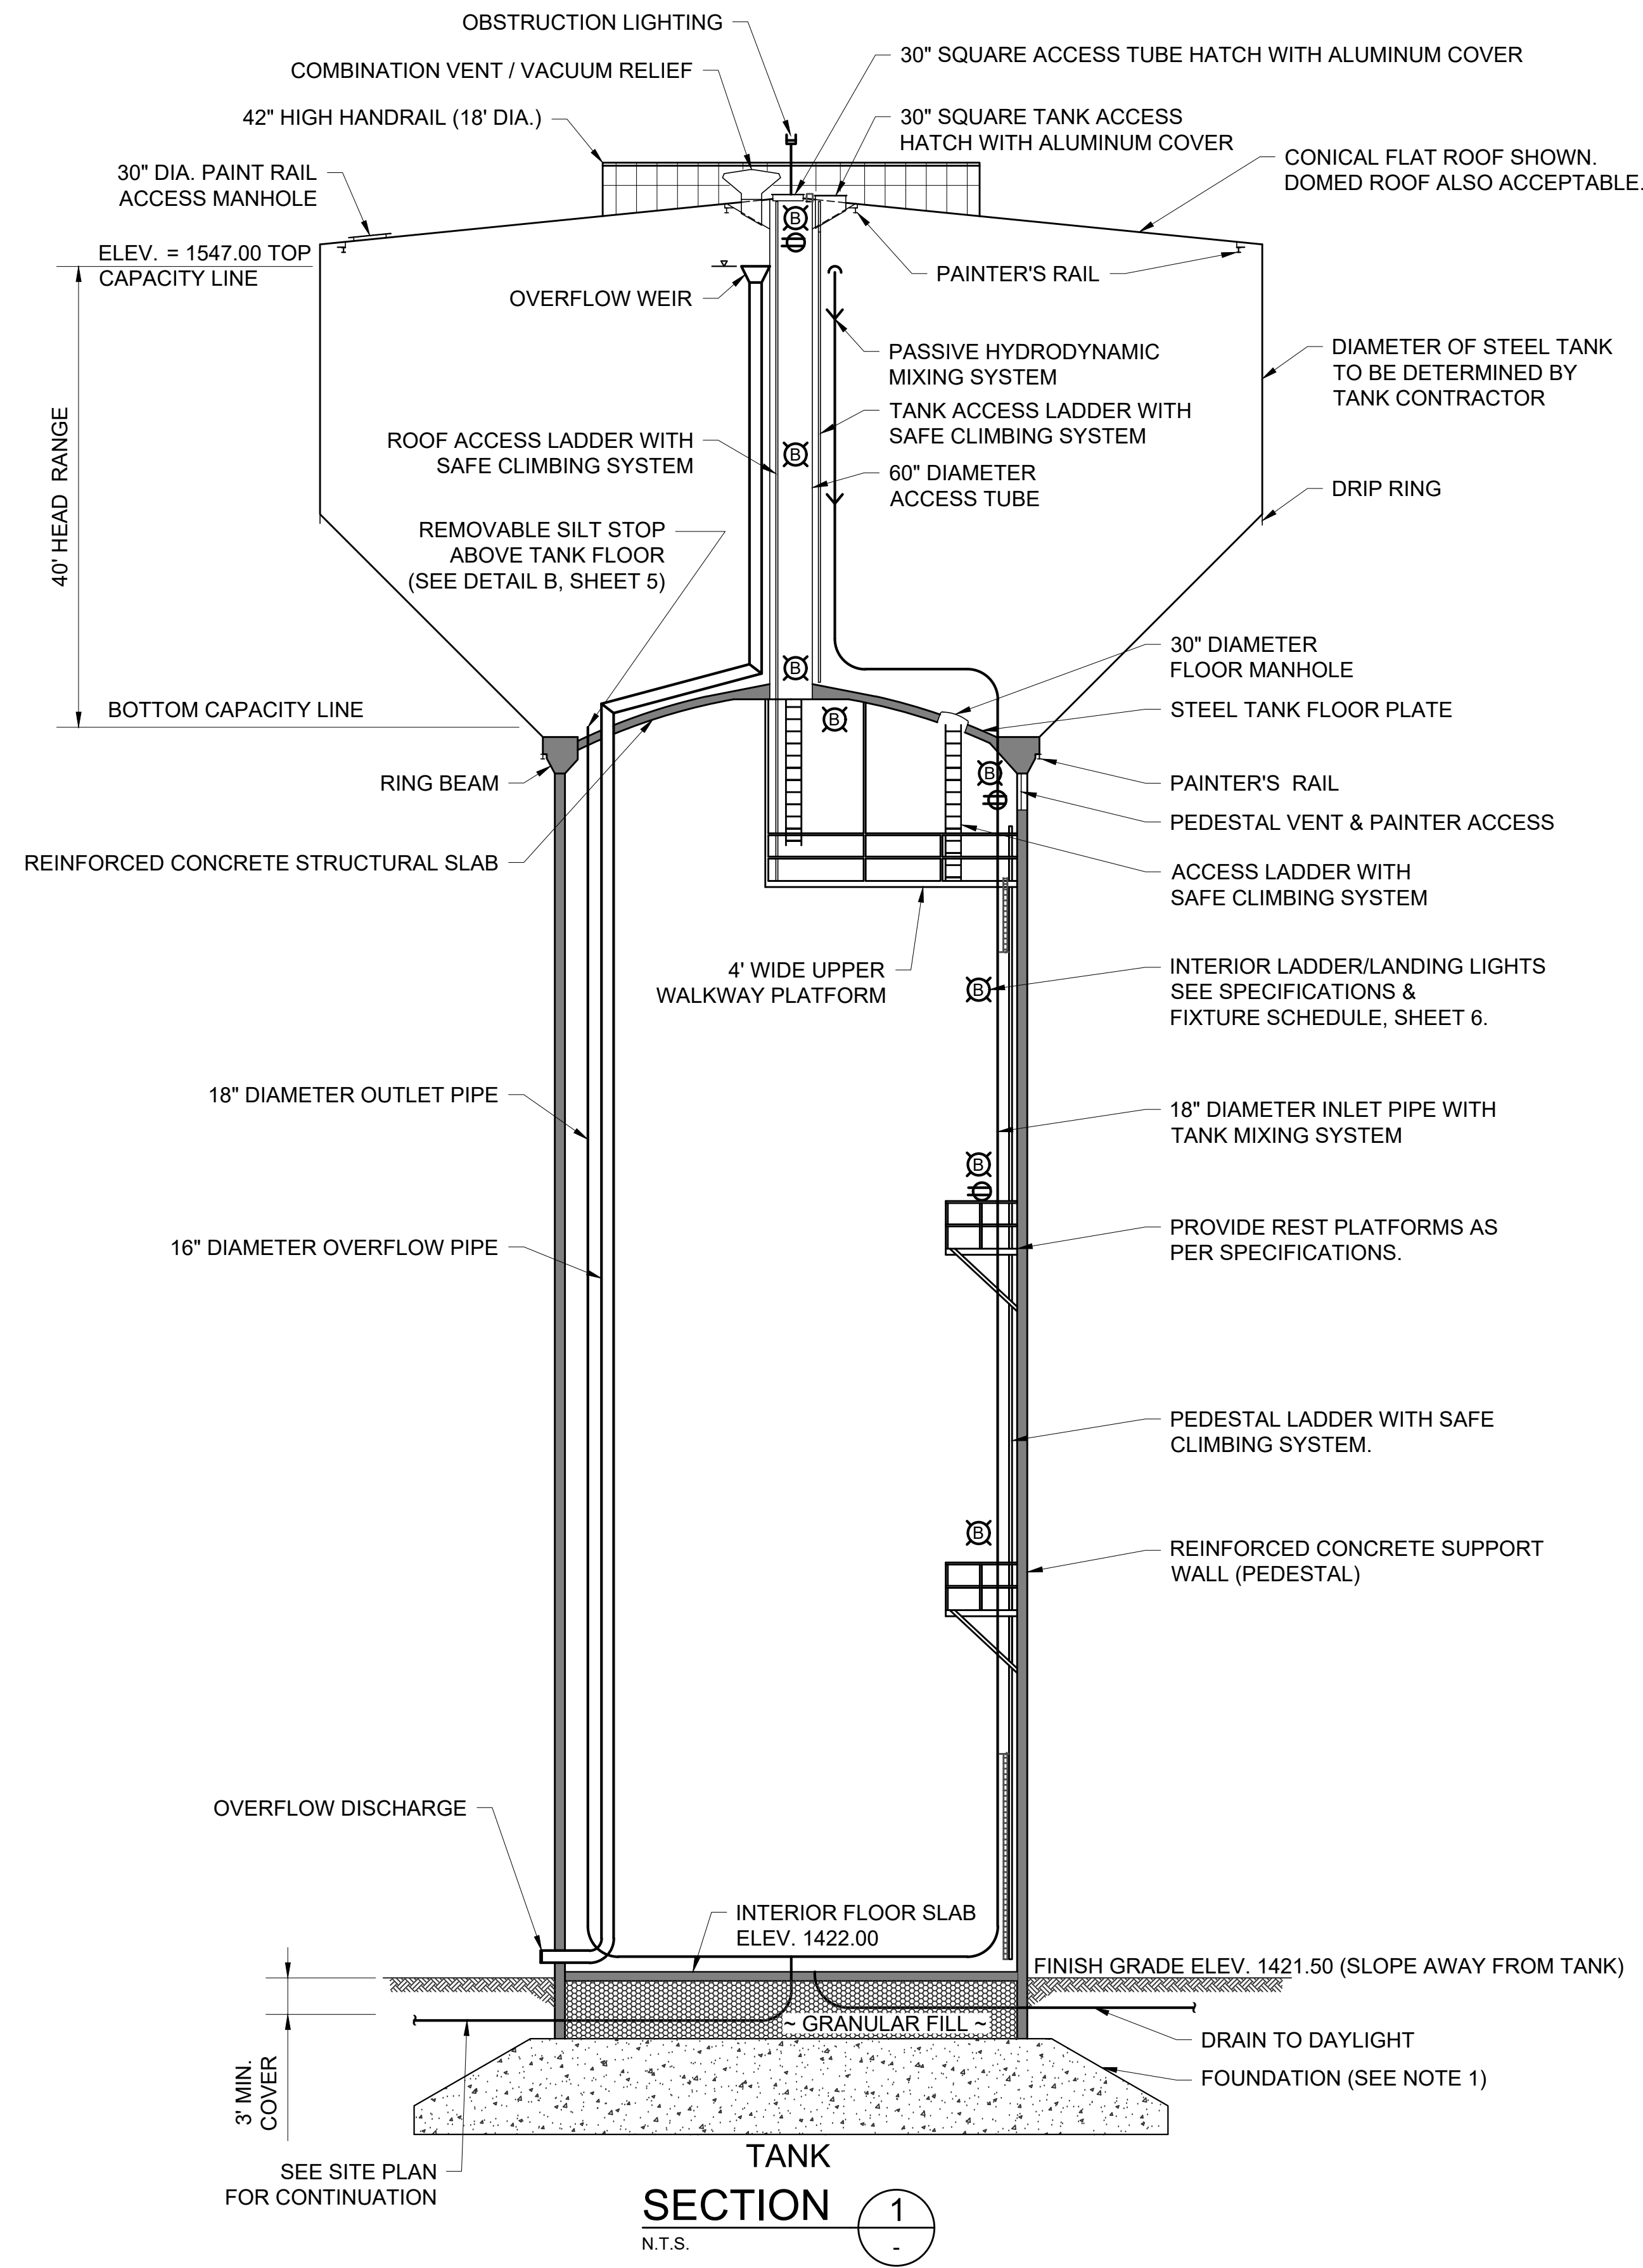 OBSTRUCTION LIGHTING
30" SQUARE ACCESS TUBE HATCH WITH ALUMINUM COVER
COMBINATION VENT / VACUUM RELIEF
42" HIGH HANDRAIL (18' DIA.)
30" SQUARE TANK ACCESS
HATCH WITH ALUMINUM COVER
CONICAL FLAT ROOF SHOWN.
DOMED ROOF ALSO ACCEPTABLE.
30" DIA. PAINT RAIL
ACCESS MANHOLE
B
ELEV. = 1547.00 TOP
CAPACITY LINE
PAINTER'S RAIL
OVERFLOW WEIR
PASSIVE HYDRODYNAMIC
MIXING SYSTEM
DIAMETER OF STEEL TANK
TO BE DETERMINED BY
TANK CONTRACTOR
TANK ACCESS LADDER WITH
SAFE CLIMBING SYSTEM
40' HEAD RANGE
ROOF ACCESS LADDER WITH
SAFE CLIMBING SYSTEM
B
60" DIAMETER
ACCESS TUBE
DRIP RING
REMOVABLE SILT STOP
ABOVE TANK FLOOR
(SEE DETAIL B, SHEET 5)
30" DIAMETER
FLOOR MANHOLE
B
BOTTOM CAPACITY LINE
STEEL TANK FLOOR PLATE
B
B
RING BEAM
PAINTER'S RAIL
PEDESTAL VENT & PAINTER ACCESS
REINFORCED CONCRETE STRUCTURAL SLAB
ACCESS LADDER WITH
SAFE CLIMBING SYSTEM
4' WIDE UPPER
WALKWAY PLATFORM
B
INTERIOR LADDER/LANDING LIGHTS
SEE SPECIFICATIONS &
FIXTURE SCHEDULE, SHEET 6.
18" DIAMETER OUTLET PIPE
18" DIAMETER INLET PIPE WITH
TANK MIXING SYSTEM
B
16" DIAMETER OVERFLOW PIPE
PROVIDE REST PLATFORMS AS
PER SPECIFICATIONS.
PEDESTAL LADDER WITH SAFE
CLIMBING SYSTEM.
B
REINFORCED CONCRETE SUPPORT
WALL (PEDESTAL)
OVERFLOW DISCHARGE
INTERIOR FLOOR SLAB
ELEV. 1422.00
FINISH GRADE ELEV. 1421.50 (SLOPE AWAY FROM TANK)
~ GRANULAR FILL ~
DRAIN TO DAYLIGHT
FOUNDATION (SEE NOTE 1)
3' MIN.
COVER
SEE SITE PLAN
FOR CONTINUATION
TANK
SECTION
1
N.T.S.
-